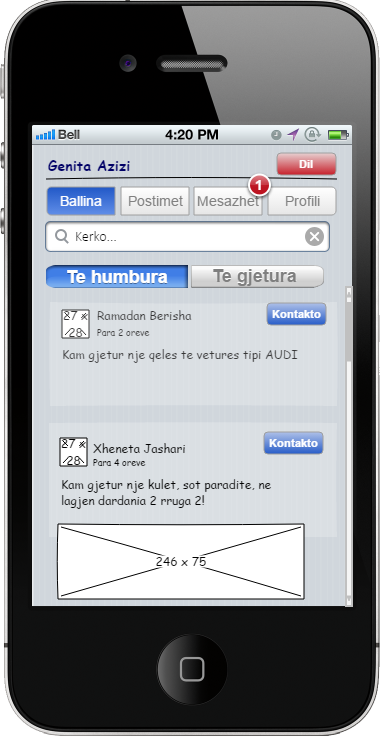 Bell 4:20 PM
Genita Azizi Dil
Ballina Postimet Mesazhet 1 Profili
Kerko...
Te humbura Te gjetura
27 x
28
Ramadan Berisha Kontakto
Para 2 oreve
Kam gjetur nje qeles te vetures tipi AUDI
27 x
28
Xheneta Jashari Kontakto
Para 4 oreve
Kam gjetur nje kulet, sot paradite, ne
lagjen dardania 2 rruga 2!
246 x 75